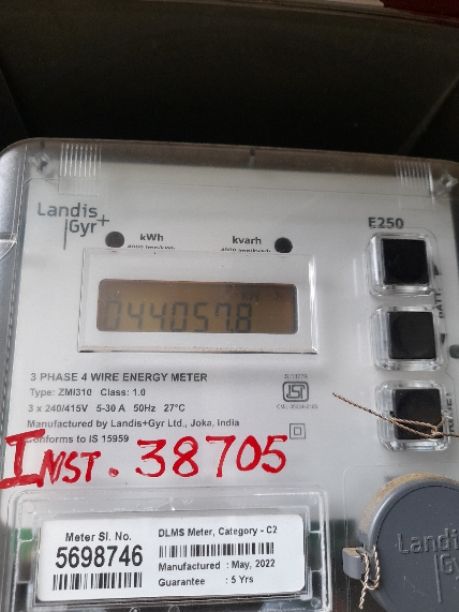 Landis
Gyr+
E250
kWh
kvarh
044057.8
BATT.
3 PHASE 4 WIRE ENERGY METER
Type: ZMI310 Class: 1.0
3 x 240/415V 5-30 A 50Hz 27°C
Manufactured by Landis+Gyr Ltd., Joka, India
Conforms to IS 15959
INST. 38705
Meter Sl. No.
5698746
DLMS Meter, Category - C2
Manufactured : May, 2022
Guarantee : 5 Yrs
Landis
Gyr